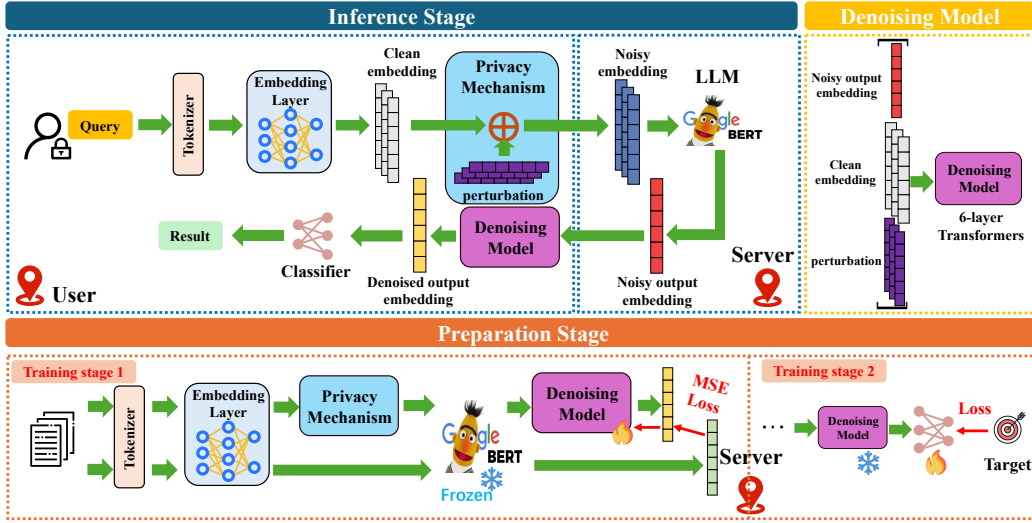 Inference Stage
Denoising Model
Query
Tokenizer
Embedding
Layer
Clean
embedding
Privacy
Mechanism
perturbation
Noisy
embedding
LLM
Google
BERT
Result
Classifier
Denoised output
embedding
Denoising
Model
Noisy output
embedding
User
Server
Noisy output
embedding
Clean
embedding
perturbation
Denoising
Model
6-layer
Transformers
Preparation Stage
Training stage 1
Tokenizer
Embedding
Layer
Privacy
Mechanism
Google
BERT
Frozen
Denoising
Model
MSE
Loss
Server
Training stage 2
...
Denoising
Model
Loss
Target